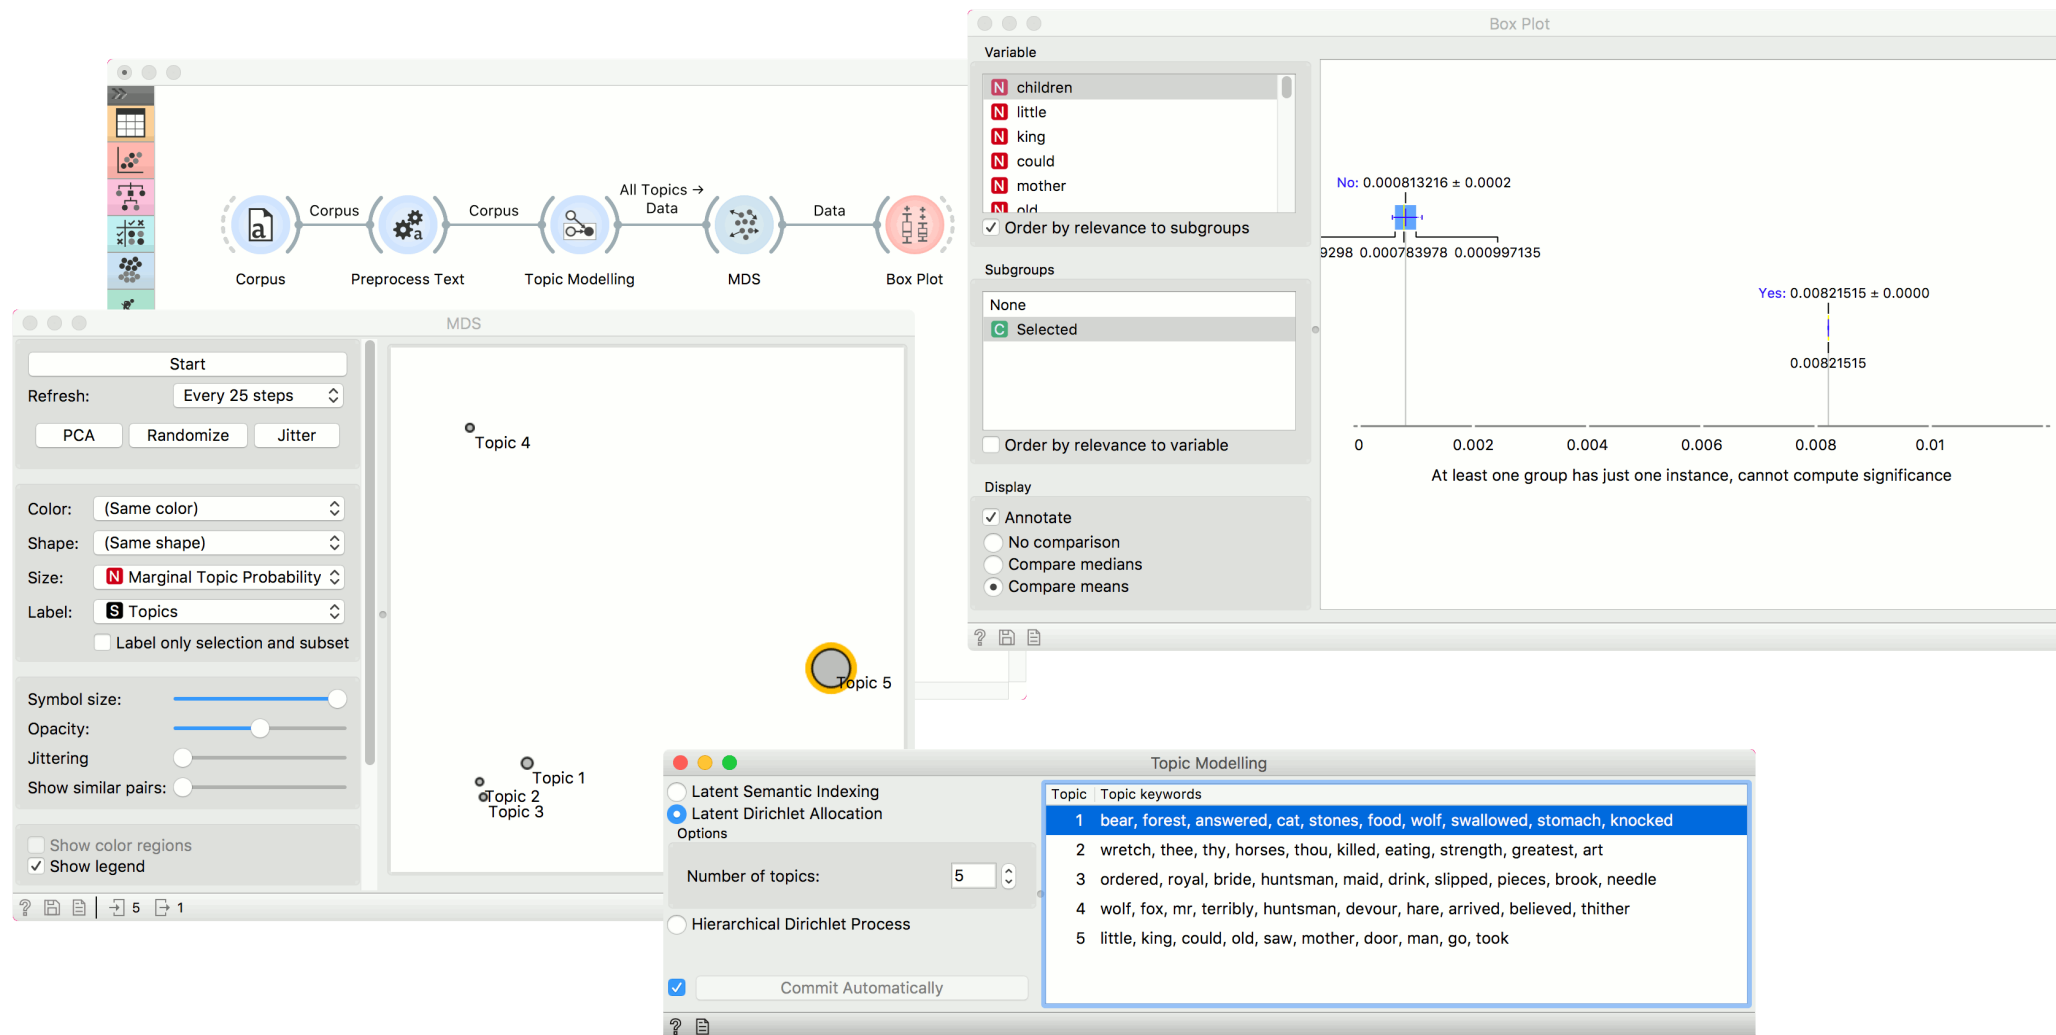 All Topics →
Data
Corpus
Corpus
Data
Corpus
Preprocess Text
Topic Modelling
MDS
Box Plot
MDS
Start
Refresh:
Every 25 steps
PCA
Randomize
Jitter
Color:
(Same color)
Shape:
(Same shape)
Size:
N Marginal Topic Probability
Label:
S Topics
Label only selection and subset
Symbol size:
Opacity:
Jittering
Show similar pairs:
Show color regions
Show legend
? 5 1
Topic 4
Topic 5
Topic 1
Topic 2
Topic 3
Box Plot
Variable
N children
N little
N king
N could
N mother
N old
Order by relevance to subgroups
Subgroups
None
C Selected
Order by relevance to variable
Display
Annotate
No comparison
Compare medians
Compare means
?
No: 0.000813216 ± 0.0002
9298 0.000783978 0.000997135
Yes: 0.00821515 ± 0.0000
0.00821515
0 0.002 0.004 0.006 0.008 0.01
At least one group has just one instance, cannot compute significance
Topic Modelling
Latent Semantic Indexing
Latent Dirichlet Allocation
Options
Number of topics:
5
Hierarchical Dirichlet Process
Commit Automatically
?
Topic Topic keywords
1 bear, forest, answered, cat, stones, food, wolf, swallowed, stomach, knocked
2 wretch, thee, thy, horses, thou, killed, eating, strength, greatest, art
3 ordered, royal, bride, huntsman, maid, drink, slipped, pieces, brook, needle
4 wolf, fox, mr, terribly, huntsman, devour, hare, arrived, believed, thither
5 little, king, could, old, saw, mother, door, man, go, took